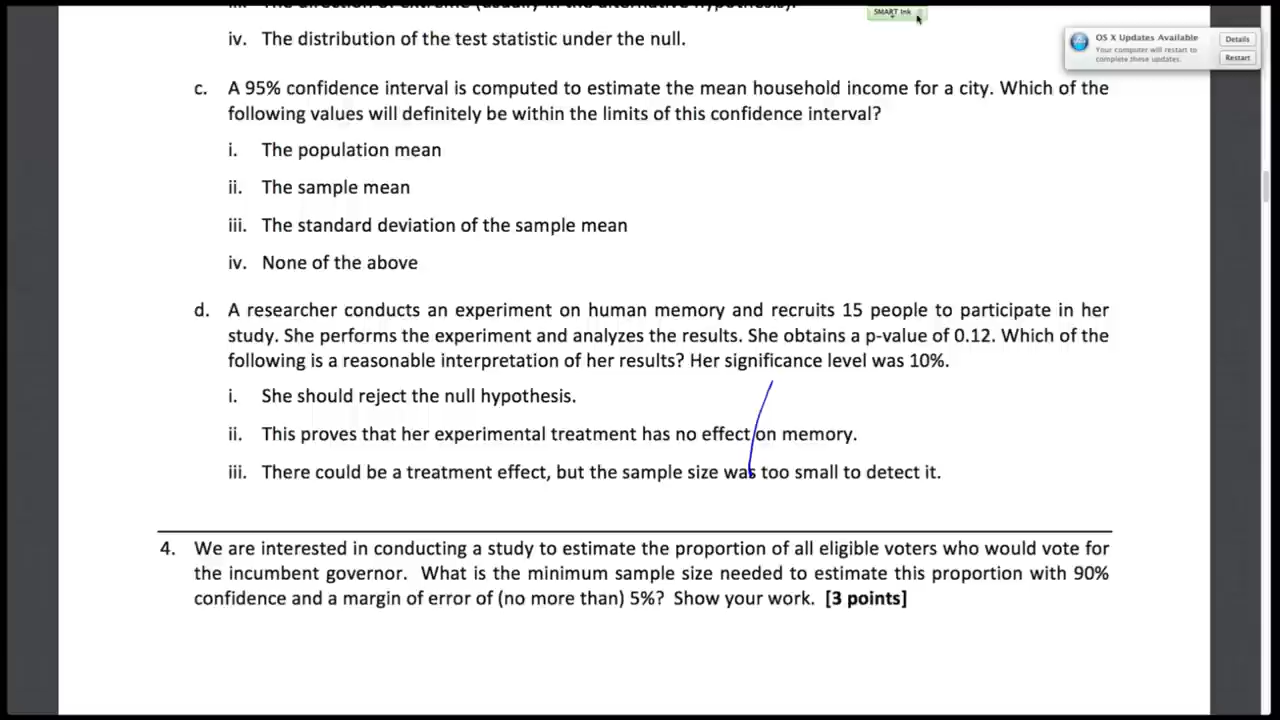 iii. The direction of extreme (usually in the alternative hypothesis).
SMART Ink
iv. The distribution of the test statistic under the null.
OS X Updates Available
Your computer will restart to
complete these updates.
Details
Restart
c. A 95% confidence interval is computed to estimate the mean household income for a city. Which of the
following values will definitely be within the limits of this confidence interval?
i. The population mean
ii. The sample mean
iii. The standard deviation of the sample mean
iv. None of the above
d. A researcher conducts an experiment on human memory and recruits 15 people to participate in her
study. She performs the experiment and analyzes the results. She obtains a p-value of 0.12. Which of the
following is a reasonable interpretation of her results? Her significance level was 10%.
i. She should reject the null hypothesis.
ii. This proves that her experimental treatment has no effect on memory.
iii. There could be a treatment effect, but the sample size was too small to detect it.
4. We are interested in conducting a study to estimate the proportion of all eligible voters who would vote for
the incumbent governor. What is the minimum sample size needed to estimate this proportion with 90%
confidence and a margin of error of (no more than) 5%? Show your work. [3 points]